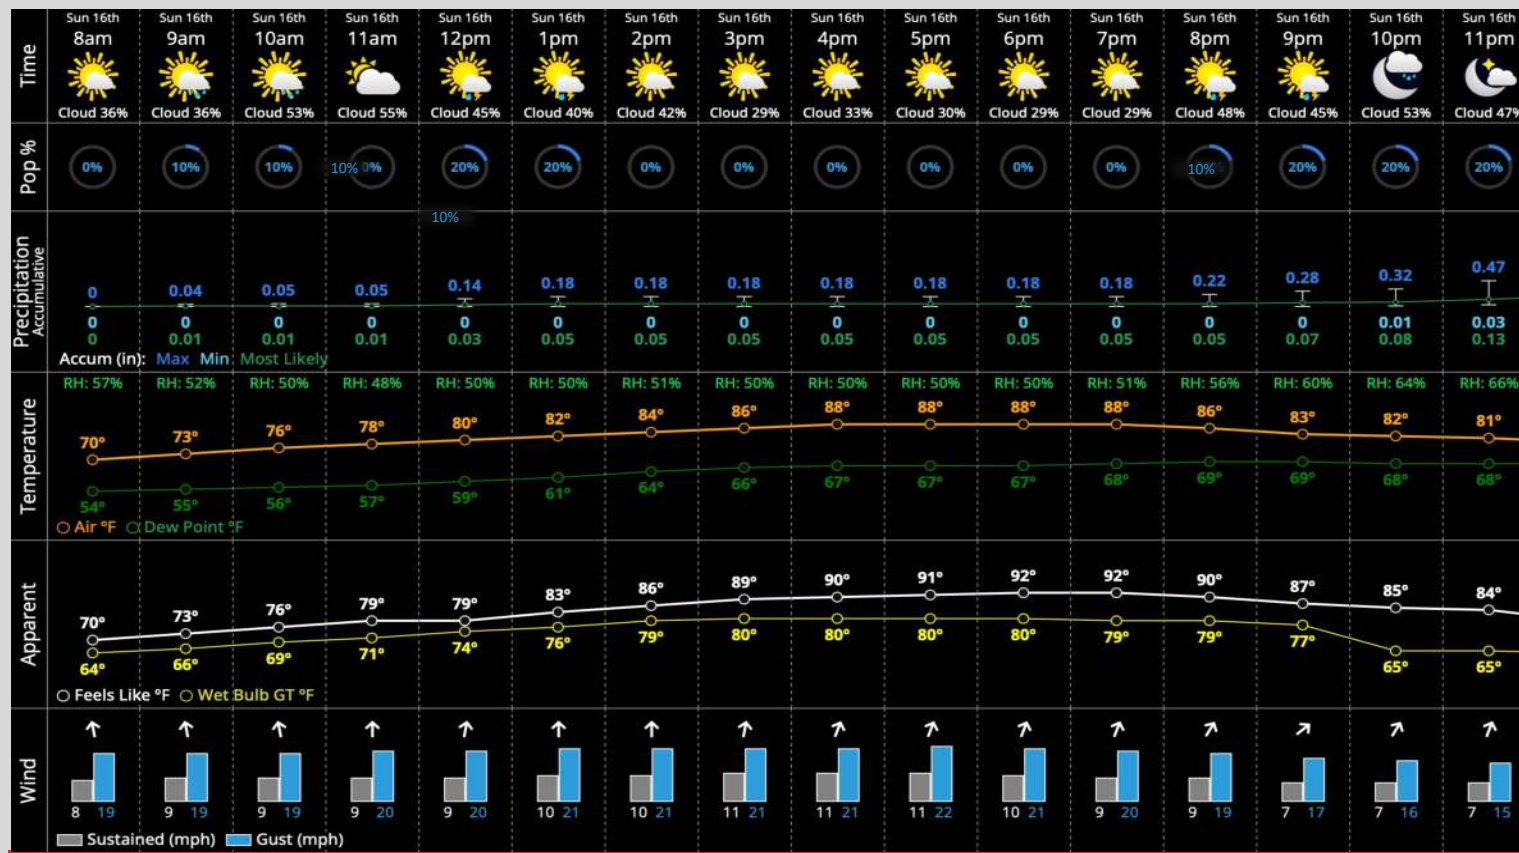 Sun 16th Sun 16th Sun 16th Sun 16th Sun 16th Sun 16th Sun 16th Sun 16th Sun 16th Sun 16th Sun 16th Sun 16th Sun 16th Sun 16th Sun 16th Sun 16th
Time 8am 9am 10am 11am 12pm 1pm 2pm 3pm 4pm 5pm 6pm 7pm 8pm 9pm 10pm 11pm
Cloud 36% Cloud 36% Cloud 53% Cloud 55% Cloud 45% Cloud 40% Cloud 42% Cloud 29% Cloud 33% Cloud 30% Cloud 29% Cloud 29% Cloud 48% Cloud 45% Cloud 53% Cloud 47%
Pop % 0% 10% 10% 10% 0% 20% 20% 0% 0% 0% 0% 0% 10% 20% 20% 20%
10%
Precipitation
Accumulative
0 0.04 0.05 0.05 0.14 0.18 0.18 0.18 0.18 0.18 0.18 0.18 0.22 0.28 0.32 0.47
0 0 0 0 0 0 0 0 0 0 0 0 0 0 0.01 0.03
0 0.01 0.01 0.01 0.03 0.05 0.05 0.05 0.05 0.05 0.05 0.05 0.05 0.07 0.08 0.13
Accum (in): Max Min Most Likely
Temperature
RH: 57% RH: 52% RH: 50% RH: 48% RH: 50% RH: 50% RH: 51% RH: 50% RH: 50% RH: 50% RH: 50% RH: 51% RH: 56% RH: 60% RH: 64% RH: 66%
70° 73° 76° 78° 80° 82° 84° 86° 88° 88° 88° 88° 86° 83° 82° 81°
54° 55° 56° 57° 59° 61° 64° 66° 67° 67° 67° 68° 69° 69° 68° 68°
Air °F Dew Point °F
Apparent
70° 73° 76° 79° 79° 83° 86° 89° 90° 91° 92° 92° 90° 87° 85° 84°
64° 66° 69° 71° 74° 76° 79° 80° 80° 80° 80° 79° 79° 77° 65° 65°
Feels Like °F Wet Bulb GT °F
Wind
8 19 9 19 9 19 9 20 9 20 10 21 10 21 11 21 11 21 11 22 10 21 9 20 9 19 7 17 7 16 7 15
Sustained (mph) Gust (mph)